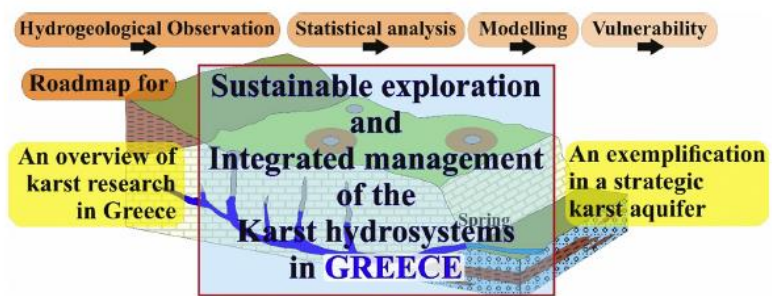 Hydrogeological Observation
Statistical analysis
Modelling
Vulnerability
Roadmap for
Sustainable exploration
and
Integrated management
of the
Karst hydrosystems
in GREECE
An overview of
karst research
in Greece
An exemplification
in a strategic
karst aquifer
Spring